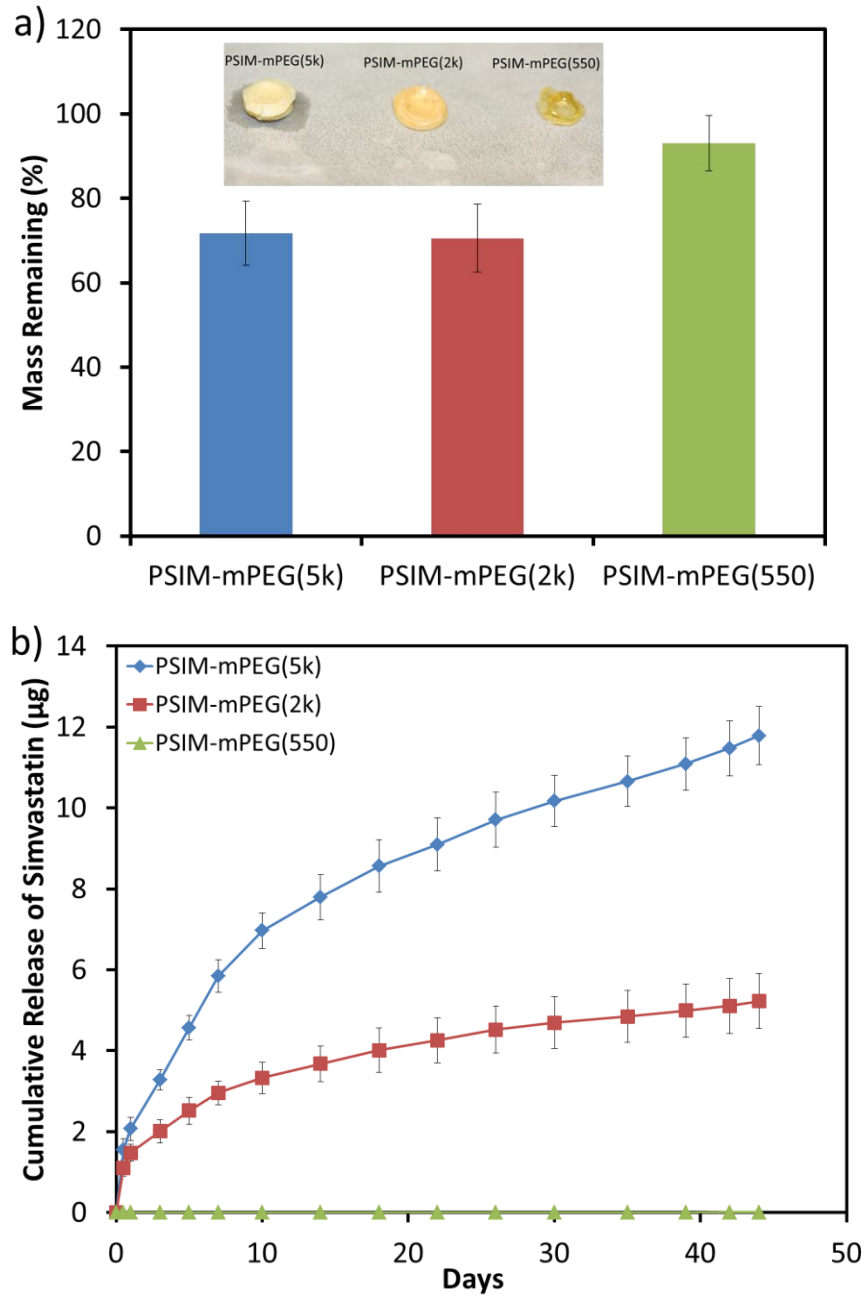 a)
120
100
80
60
40
20
0
Mass Remaining (%)
PSIM-mPEG(5k) PSIM-mPEG(2k) PSIM-mPEG(550)
PSIM-mPEG(5k) PSIM-mPEG(2k) PSIM-mPEG(550)
b)
14
12
10
8
6
4
2
0
Cumulative Release of Simvastatin (µg)
PSIM-mPEG(5k)
PSIM-mPEG(2k)
PSIM-mPEG(550)
0 10 20 30 40 50
Days